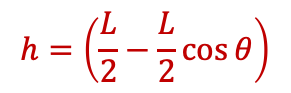 h = (L/2 − L/2 cos θ)